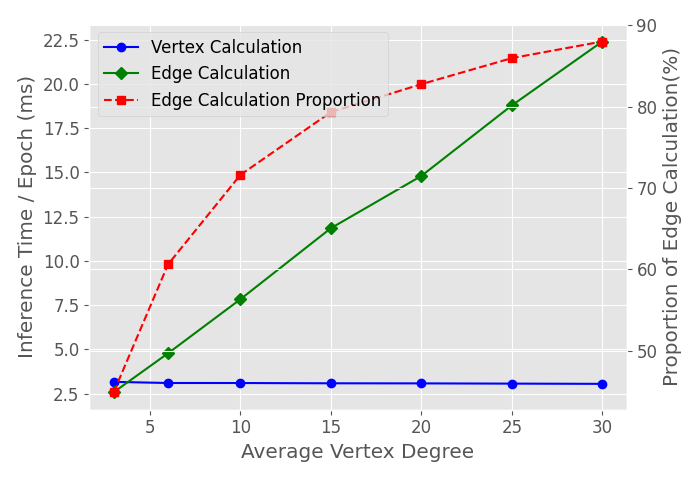 Vertex Calculation
Edge Calculation
Edge Calculation Proportion
Inference Time / Epoch (ms)
22.5
20.0
17.5
15.0
12.5
10.0
7.5
5.0
2.5
90
80
70
60
50
Proportion of Edge Calculation(%)
5 10 15 20 25 30
Average Vertex Degree